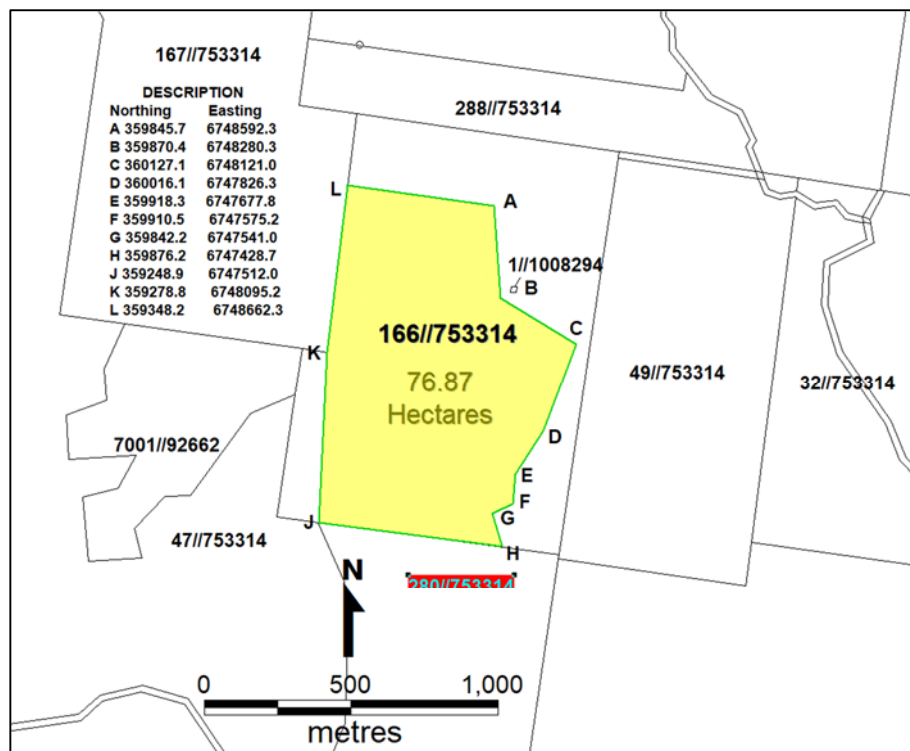 167//753314
DESCRIPTION
Northing Easting
A 359845.7 6748592.3
B 359870.4 6748280.3
C 360127.1 6748121.0
D 360016.1 6747826.3
E 359918.3 6747677.8
F 359910.5 6747575.2
G 359842.2 6747541.0
H 359876.2 6747428.7
J 359248.9 6747512.0
K 359278.8 6748095.2
L 359348.2 6748662.3
288//753314
L
A
1//1008294
B
C
166//753314
K
76.87
Hectares
49//753314
32//753314
D
7001//92662
E
F
G
J
47//753314
H
N
280//753314
0 500 1,000
metres